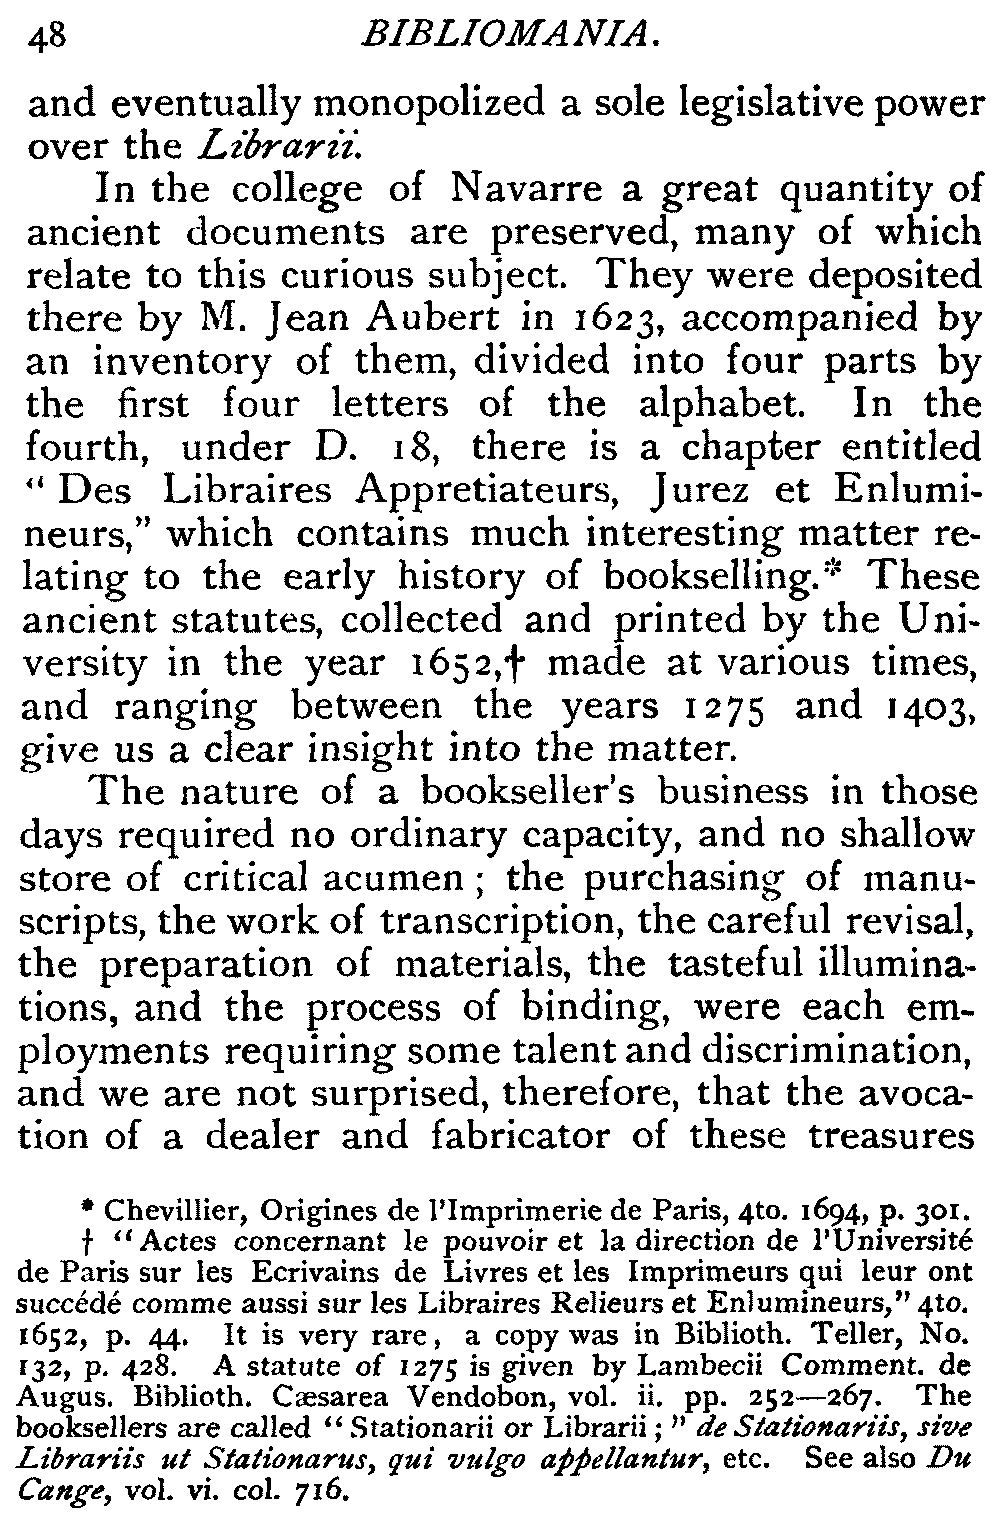 48 BIBLIOMANIA.
and eventually monopolized a sole legislative power
over the Librarii.
In the college of Navarre a great quantity of
ancient documents are preserved, many of which
relate to this curious subject. They were deposited
there by M. Jean Aubert in 1623, accompanied by
an inventory of them, divided into four parts by
the first four letters of the alphabet. In the
fourth, under D. 18, there is a chapter entitled
“ Des Libraires Appretiateurs, Jurez et Enlumi-
neurs,” which contains much interesting matter re-
lating to the early history of bookselling.* These
ancient statutes, collected and printed by the Uni-
versity in the year 1652,† made at various times,
and ranging between the years 1275 and 1403,
give us a clear insight into the matter.
The nature of a bookseller's business in those
days required no ordinary capacity, and no shallow
store of critical acumen ; the purchasing of manu-
scripts, the work of transcription, the careful revisal,
the preparation of materials, the tasteful illumina-
tions, and the process of binding, were each em-
ployments requiring some talent and discrimination,
and we are not surprised, therefore, that the avoca-
tion of a dealer and fabricator of these treasures
* Chevillier, Origines de l'Imprimerie de Paris, 4to. 1694, p. 301.
† “ Actes concernant le pouvoir et la direction de l'Université
de Paris sur les Ecrivains de Livres et les Imprimeurs qui leur ont
succédé comme aussi sur les Libraires Relieurs et Enlumineurs,” 4to.
1652, p. 44. It is very rare, a copy was in Biblioth. Teller, No.
132, p. 428. A statute of 1275 is given by Lambecii Comment. de
Augus. Biblioth. Cæsarea Vendobon, vol. ii. pp. 252—267. The
booksellers are called “ Stationarii or Librarii ; ” de Stationariis, sive
Librariis ut Stationarus, qui vulgo appellantur, etc. See also Du
Cange, vol. vi. col. 716.